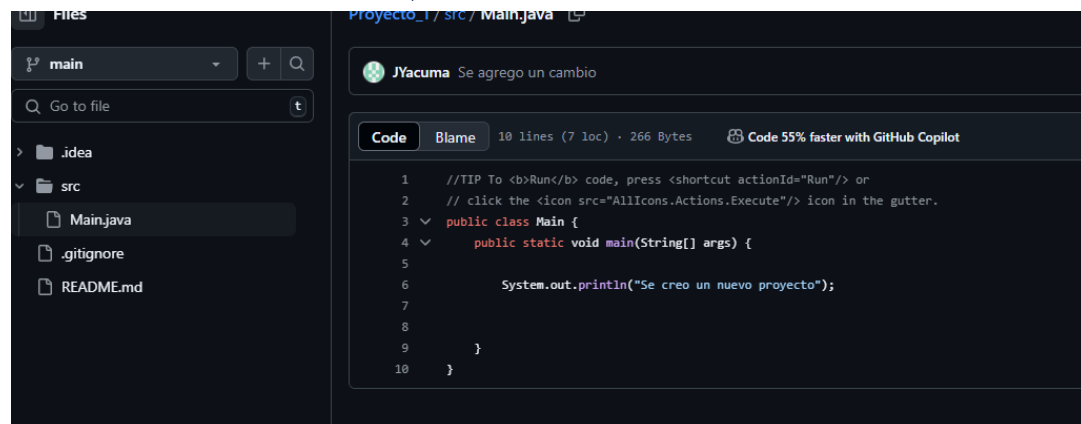 Files
Proyecto_1 / src / Main.java
main
Go to file
t
.idea
src
Main.java
.gitignore
README.md
JYacuma Se agrego un cambio
Code Blame 10 lines (7 loc) · 266 Bytes Code 55% faster with GitHub Copilot
1 //TIP To <b>Run</b> code, press <shortcut actionId="Run"/> or
2 // click the <icon src="AllIcons.Actions.Execute"/> icon in the gutter.
3 public class Main {
4 public static void main(String[] args) {
5
6 System.out.println("Se creo un nuevo proyecto");
7
8
9 }
10 }